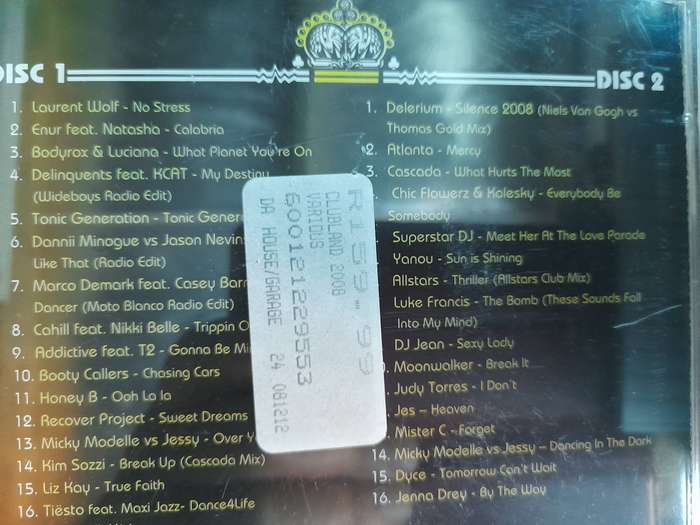 DISC 1
1. Laurent Wolf - No Stress
2. Enur feat. Natasha - Calabria
3. Bodyrox & Luciana - What Planet You're On
4. Delinquents feat. KCAT - My Destiny
(Wideboys Radio Edit)
5. Tonic Generation - Tonic
6. Dannii Minogue vs Jason
Like That (Radio Edit)
7. Marco Demark feat. Casey
Dancer (Moto Blanco Radio Edit)
8. Cahill feat. Nikki Belle - Trippin
9. Addictive feat. T2 - Gonna Be
10. Booty Callers - Chasing Cars
11. Honey B - Ooh La la
12. Recover Project - Sweet Dreams
13. Micky Modelle vs Jessy - Over
14. Kim Sozzi - Break Up (Cascada Mix)
15. Liz Kay - True Faith
16. Tiësto feat. Maxi Jazz- Dance4Life
R159-99
CLUBLAND 2008
VARIOUS
6001212229553
DA HOUSE/GARAGE 24 081212
DISC 2
1. Delerium - Silence 2008 (Niels Van Gogh vs
Thomas Gold Mix)
2. Atlanta - Mercy
3. Cascada - What Hurts The Most
Chic Flowerz & Kolesky - Everybody Be
Somebody
Superstar DJ - Meet Her At The Love Parade
Yanou - Sun is Shining
Allstars - Thriller (Allstars Club Mix)
Luke Francis - The Bomb (These Sounds Fall
Into My Mind)
DJ Jean - Sexy Lady
Moonwalker - Break It
Judy Torres - I Don't
Jes – Heaven
Mister C - Forget
14. Micky Modelle vs Jessy – Dancing In The Dark
15. Dyce - Tomorrow Can't Wait
16. Jenna Drey - By The Way